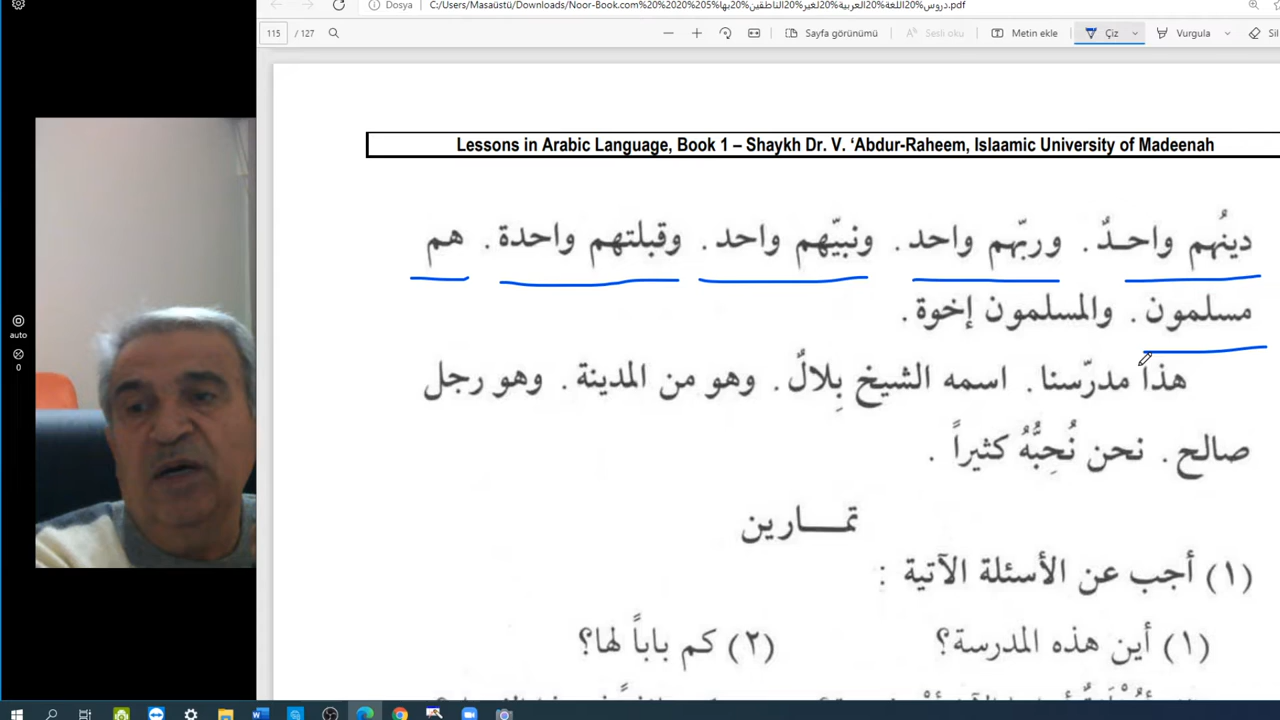 Dosya
C:/Users/Masaüstü/Downloads/Noor-Book.com%20%2020%205دروس%20اللغة%20العربية%20لغير%20الناطقين%20بها.pdf
115 / 127
Sayfa görünümü
Sesli oku
Metin ekle
Çiz
Vurgula
Sil
Lessons in Arabic Language, Book 1 – Shaykh Dr. V. ‘Abdur-Raheem, Islaamic University of Madeenah
دينُهم واحـدٌ . وربّهم واحد . ونبيّهم واحد . وقبلتهم واحدة . هم
مسلمون . والمسلمون إخوة .
هذا مدرّسنا . اسمه الشيخ بِلالٌ . وهو من المدينة . وهو رجل
صالح . نحن نُحِبُّهُ كثيراً .
تمـــارين
(١) أجب عن الأسئلة الآتية :
(١) أين هذه المدرسة؟ (٢) كم باباً لها؟
auto
0